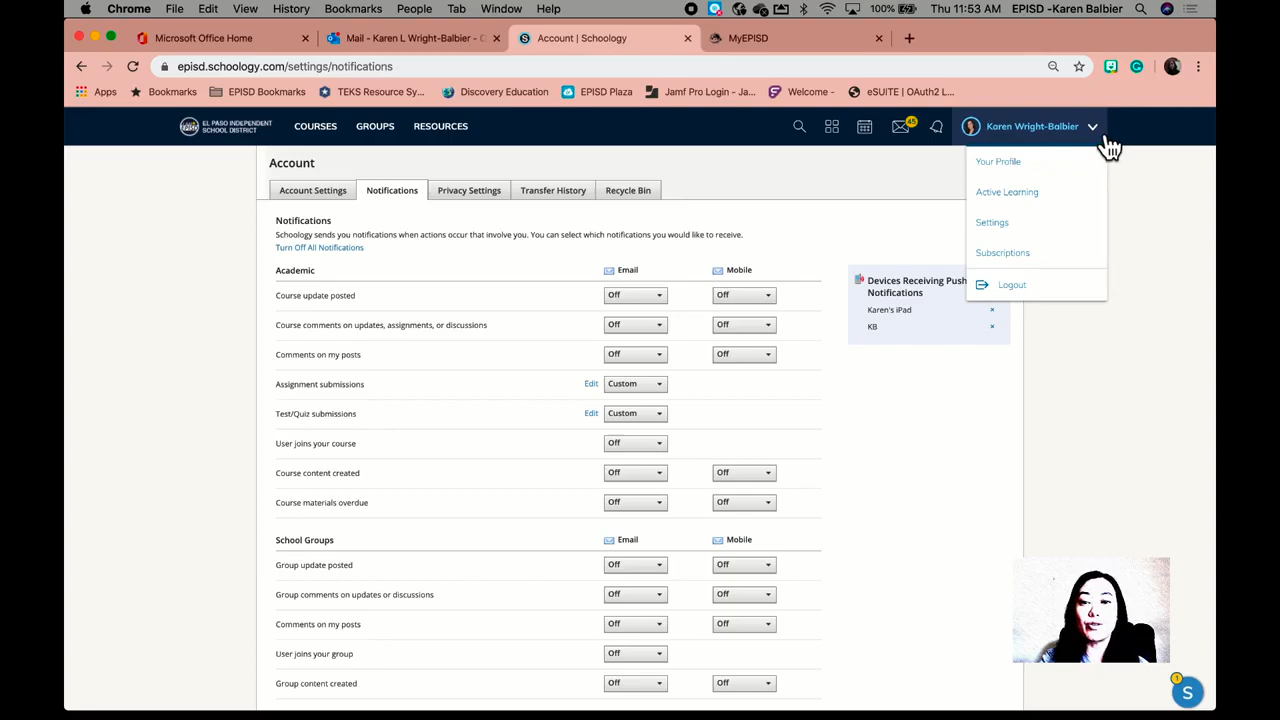 Chrome File Edit View History Bookmarks People Tab Window Help 100% Thu 11:53 AM EPISD -Karen Balbier
Microsoft Office Home Mail - Karen L Wright-Balbier - Account | Schoology MyEPISD
episd.schoology.com/settings/notifications
Apps Bookmarks EPISD Bookmarks TEKS Resource Sy... Discovery Education EPISD Plaza Jamf Pro Login - Ja... Welcome - eSUITE (OAuth2 L...
EL PASO INDEPENDENT
SCHOOL DISTRICT
COURSES GROUPS RESOURCES 45 Karen Wright-Balbier
Account
Your Profile
Active Learning
Settings
Subscriptions
Logout
Account Settings Notifications Privacy Settings Transfer History Recycle Bin
Notifications
Schoology sends you notifications when actions occur that involve you. You can select which notifications you would like to receive.
Turn Off All Notifications
Academic Email Mobile
Course update posted Off Off
Course comments on updates, assignments, or discussions Off Off
Comments on my posts Off Off
Assignment submissions Edit Custom
Test/Quiz submissions Edit Custom
User joins your course Off
Course content created Off Off
Course materials overdue Off Off
School Groups Email Mobile
Group update posted Off Off
Group comments on updates or discussions Off Off
Comments on my posts Off Off
User joins your group Off
Group content created Off Off
Devices Receiving Push
Notifications
Karen's iPad ×
KB ×
1
S